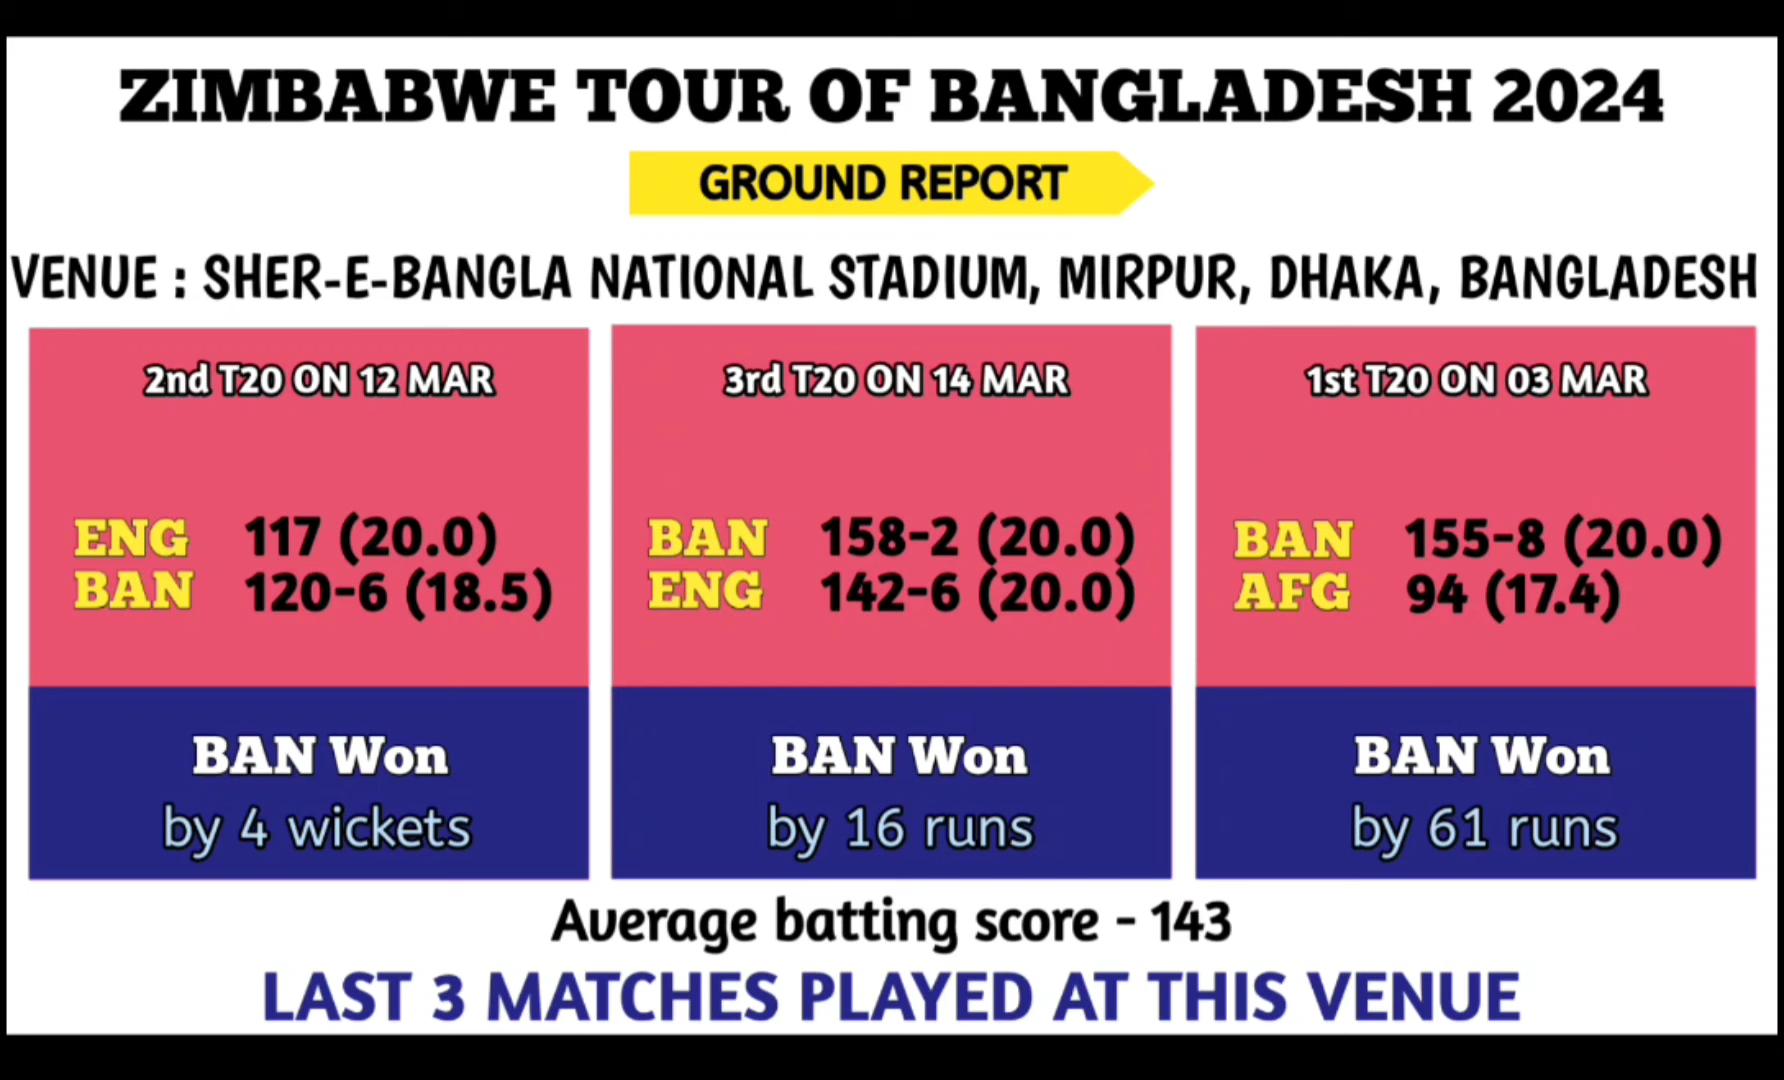 ZIMBABWE TOUR OF BANGLADESH 2024
GROUND REPORT
VENUE : SHER-E-BANGLA NATIONAL STADIUM, MIRPUR, DHAKA, BANGLADESH
2nd T20 ON 12 MAR
ENG 117 (20.0)
BAN 120-6 (18.5)
BAN Won
by 4 wickets
3rd T20 ON 14 MAR
BAN 158-2 (20.0)
ENG 142-6 (20.0)
BAN Won
by 16 runs
1st T20 ON 03 MAR
BAN 155-8 (20.0)
AFG 94 (17.4)
BAN Won
by 61 runs
Average batting score - 143
LAST 3 MATCHES PLAYED AT THIS VENUE